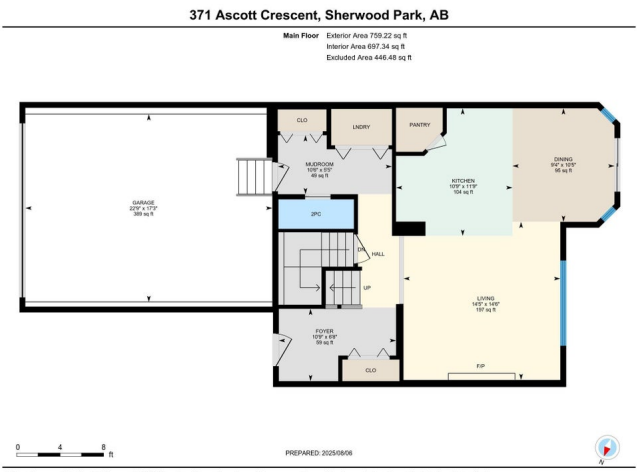 371 Ascott Crescent, Sherwood Park, AB
Main Floor Exterior Area 759.22 sq ft
Interior Area 697.34 sq ft
Excluded Area 446.48 sq ft
CLO
LNDRY
PANTRY
MUDROOM
10'6" x 5'5"
49 sq ft
DINING
9'4" x 10'5"
95 sq ft
KITCHEN
10'9" x 11'9"
104 sq ft
GARAGE
22'9" x 17'3"
369 sq ft
2PC
DN
HALL
UP
LIVING
14'5" x 14'6"
197 sq ft
FOYER
10'9" x 6'9"
59 sq ft
F/P
CLO
0 4 8
ft
PREPARED: 2025/08/06
N